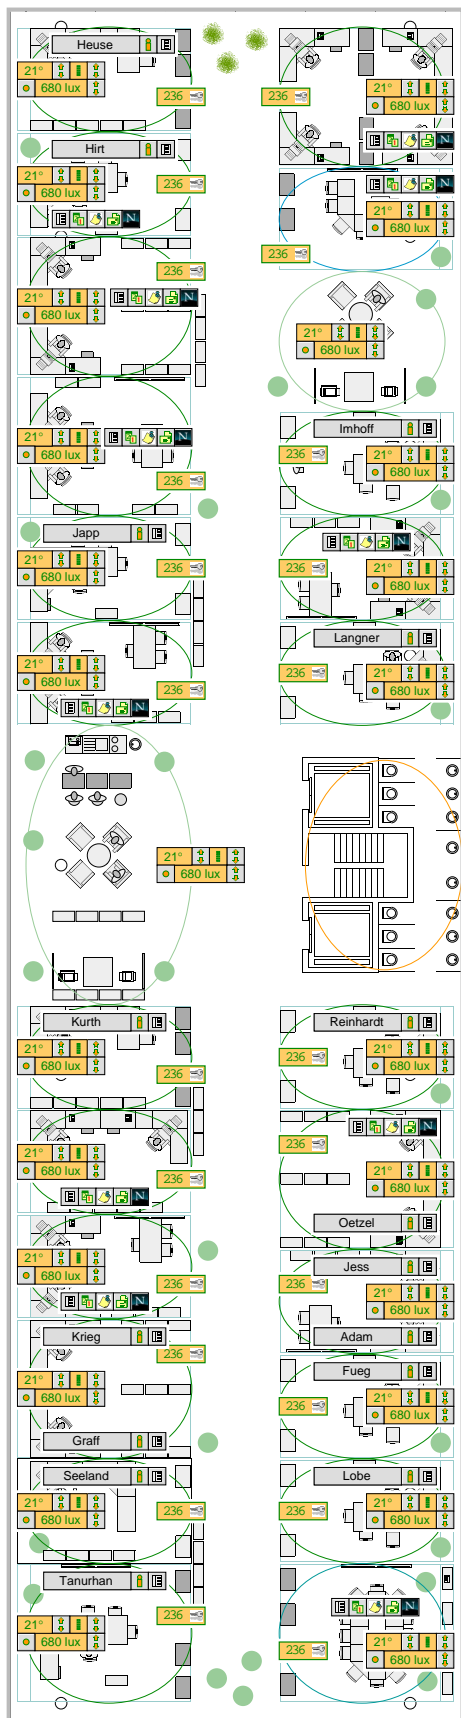 Heuse
21°
680 lux
236
Hirt
21°
236
680 lux
N
236
21°
N
680 lux
21°
N
680 lux
236
Japp
21°
236
680 lux
21°
680 lux
236
N
21°
680 lux
Kurth
21°
680 lux
236
21°
680 lux
236
N
21°
680 lux
236
N
Krieg
236
21°
680 lux
Graff
Seeland
21°
236
680 lux
Tanurhan
236
21°
680 lux
21°
236
680 lux
N
N
21°
680 lux
236
21°
680 lux
Imhoff
236
21°
680 lux
N
236
21°
680 lux
Langner
21°
236
680 lux
Reinhardt
236
21°
680 lux
N
236
21°
680 lux
Oetzel
Jess
236
21°
680 lux
Adam
Fueg
21°
236
680 lux
Lobe
21°
236
680 lux
N
21°
236
680 lux